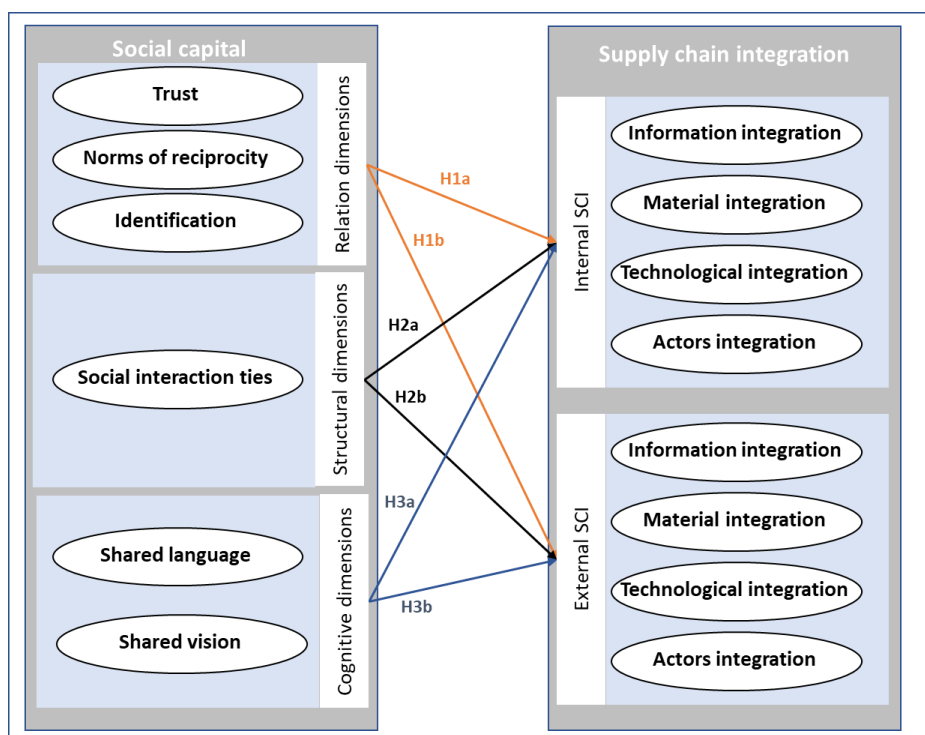 Social capital
Trust
Norms of reciprocity
Identification
Relation dimensions
Social interaction ties
Structural dimensions
Shared language
Shared vision
Cognitive dimensions
H1a
H1b
H2a
H2b
H3a
H3b
Supply chain integration
Internal SCI
Information integration
Material integration
Technological integration
Actors integration
External SCI
Information integration
Material integration
Technological integration
Actors integration